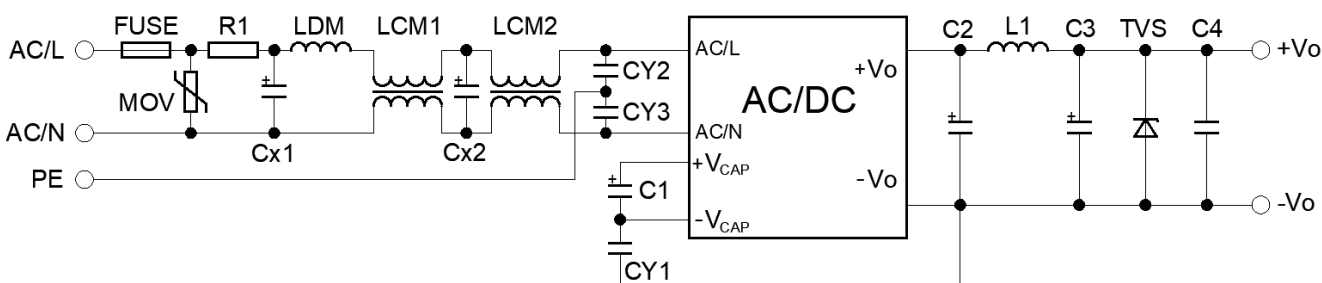 FUSE R1 LDM LCM1 LCM2 C2 L1 C3 TVS C4
AC/L AC/L +Vo +Vo
CY2
MOV CY3 AC/DC
AC/N AC/N
Cx1 Cx2 +VCAP
PE C1 -Vo -Vo
-VCAP
CY1
+ + + + +